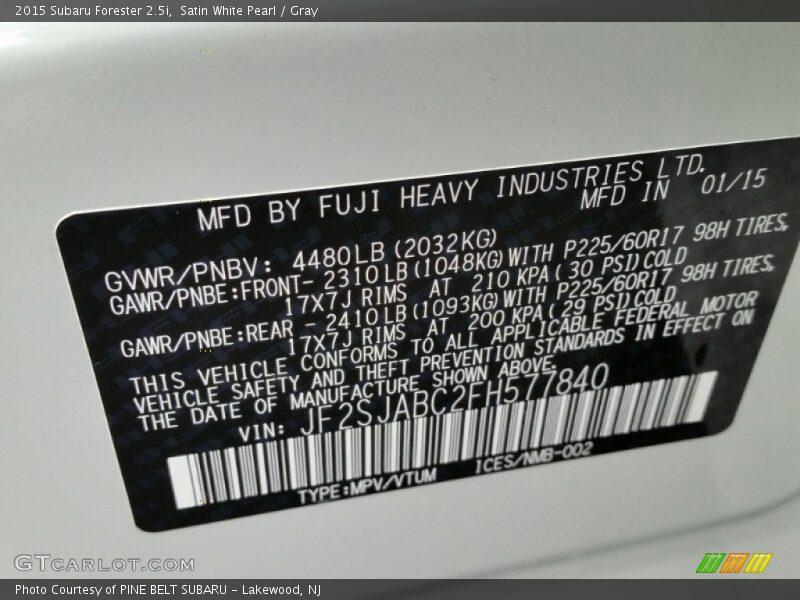 2015 Subaru Forester 2.5i, Satin White Pearl / Gray
MFD BY FUJI HEAVY INDUSTRIES LTD.
MFD IN 01/15
GVWR/PNBV: 4480LB (2032KG)
GAWR/PNBE:FRONT- 2310LB (1048KG) WITH P225/60R17 98H TIRES,
17X7J RIMS AT 210 KPA (30 PSI) COLD
GAWR/PNBE:REAR - 2410LB (1093KG) WITH P225/60R17 98H TIRES,
17X7J RIMS AT 200 KPA (29 PSI) COLD
THIS VEHICLE CONFORMS TO ALL APPLICABLE FEDERAL MOTOR
VEHICLE SAFETY AND THEFT PREVENTION STANDARDS IN EFFECT ON
THE DATE OF MANUFACTURE SHOWN ABOVE.
VIN: JF2SJABC2FH577840
TYPE:MPV/VTUM ICES/NMB-002
GTCARLOT.COM
Photo Courtesy of PINE BELT SUBARU - Lakewood, NJ